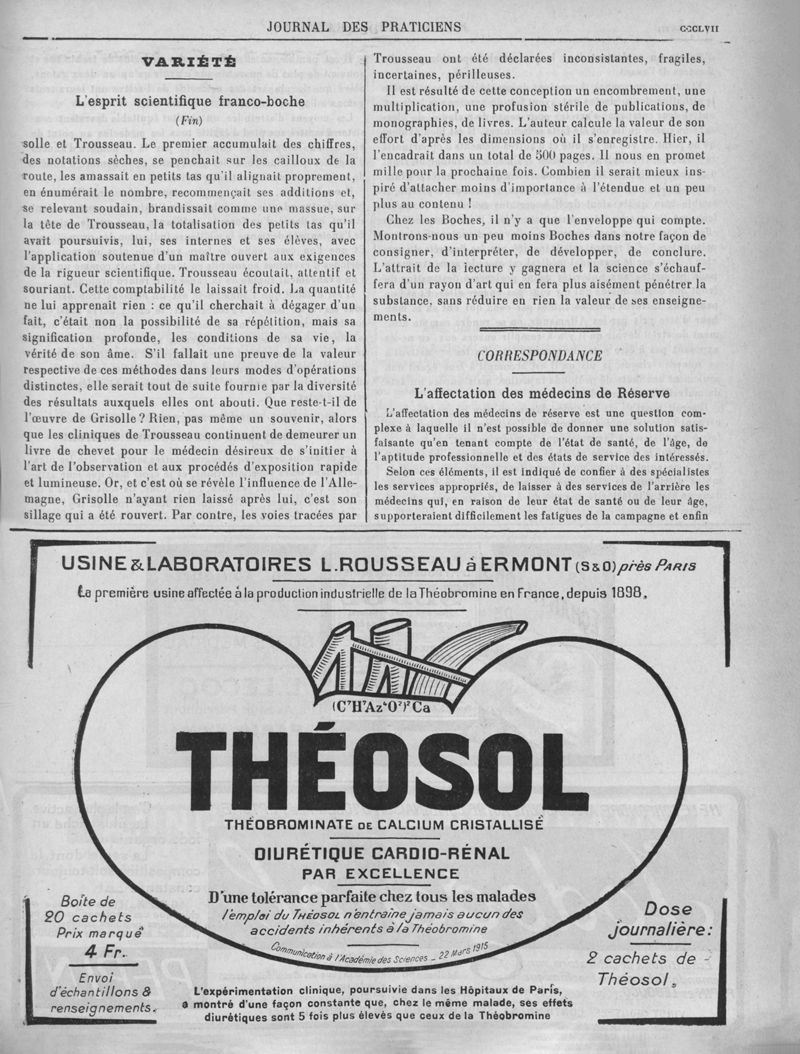 JOURNAL DES PRATICIENS
CCCLVII
VARIÉTÉ
L'esprit scientifique franco-boche
(Fin)
solle et Trousseau. Le premier accumulait des chiffres,
des notations sèches, se penchait sur les cailloux de la
route, les amassait en petits tas qu'il alignait proprement,
en énumérait le nombre, recommençait ses additions et,
se relevant soudain, brandissait comme une massue, sur
la tête de Trousseau, la totalisation des petits tas qu'il
avait poursuivis, lui, ses internes et ses élèves, avec
l'application soutenue d'un maître ouvert aux exigences
de la rigueur scientifique. Trousseau écoutait, attentif et
souriant. Cette comptabilité le laissait froid. La quantité
ne lui apprenait rien : ce qu'il cherchait à dégager d'un
fait, c'était non la possibilité de sa répétition, mais sa
signification profonde, les conditions de sa vie, la
vérité de son âme. S'il fallait une preuve de la valeur
respective de ces méthodes dans leurs modes d'opérations
distinctes, elle serait tout de suite fournie par la diversité
des résultats auxquels elles ont abouti. Que reste-t-il de
l'œuvre de Grisolle ? Rien, pas même un souvenir, alors
que les cliniques de Trousseau continuent de demeurer un
livre de chevet pour le médecin désireux de s'initier à
l'art de l'observation et aux procédés d'exposition rapide
et lumineuse. Or, et c'est où se révèle l'influence de l'Alle-
magne, Grisolle n'ayant rien laissé après lui, c'est son
sillage qui a été rouvert. Par contre, les voies tracées par
Trousseau ont été déclarées inconsistantes, fragiles,
incertaines, périlleuses.
Il est résulté de cette conception un encombrement, une
multiplication, une profusion stérile de publications, de
monographies, de livres. L'auteur calcule la valeur de son
effort d'après les dimensions où il s'enregistre. Hier, il
l'encadrait dans un total de 500 pages. Il nous en promet
mille pour la prochaine fois. Combien il serait mieux ins-
piré d'attacher moins d'importance à l'étendue et un peu
plus au contenu !
Chez les Boches, il n'y a que l'enveloppe qui compte.
Montrons-nous un peu moins Boches dans notre façon de
consigner, d'interpréter, de développer, de conclure.
L'attrait de la lecture y gagnera et la science s'échauf-
fera d'un rayon d'art qui en fera plus aisément pénétrer la
substance, sans réduire en rien la valeur de ses enseigne-
ments.
CORRESPONDANCE
L'affectation des médecins de Réserve
L'affectation des médecins de réserve est une question com-
plexe à laquelle il n'est possible de donner une solution satis-
faisante qu'en tenant compte de l'état de santé, de l'âge, de
l'aptitude professionnelle et des états de service des intéressés.
Selon ces éléments, il est indiqué de confier à des spécialistes
les services appropriés, de laisser à des services de l'arrière les
médecins qui, en raison de leur état de santé ou de leur âge,
supporteraient difficilement les fatigues de la campagne et enfin
USINE & LABORATOIRES L. ROUSSEAU à ERMONT (S & O) près PARIS
La première usine affectée à la production industrielle de la Théobromine en France, depuis 1898.
(C⁷H⁷Az⁴O²)²Ca
THÉOSOL
THÉOBROMINATE DE CALCIUM CRISTALLISÉ
DIURÉTIQUE CARDIO-RÉNAL
PAR EXCELLENCE
D'une tolérance parfaite chez tous les malades
l'emploi du THÉOSOL n'entraine jamais aucun des
accidents inhérents à la Théobromine
Communication à l'Académie des Sciences _ 22 Mars 1915
Boîte de
20 cachets
Prix marqué
4 Fr.
Envoi
d'échantillons &
renseignements.
Dose
journalière:
2 cachets de
Théosol.
L'expérimentation clinique, poursuivie dans les Hôpitaux de Paris,
a montré d'une façon constante que, chez le même malade, ses effets
diurétiques sont 5 fois plus élevés que ceux de la Théobromine